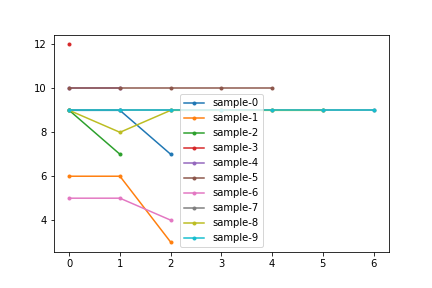 12
10
8
6
4
sample-0
sample-1
sample-2
sample-3
sample-4
sample-5
sample-6
sample-7
sample-8
sample-9
0 1 2 3 4 5 6